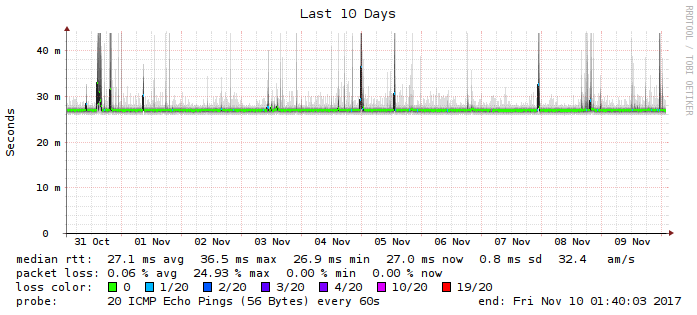 Last 10 Days
RRDTOOL / TOBI OETIKER
Seconds
40 m
30 m
20 m
10 m
0
31 Oct 01 Nov 02 Nov 03 Nov 04 Nov 05 Nov 06 Nov 07 Nov 08 Nov 09 Nov
median rtt: 27.1 ms avg 36.5 ms max 26.9 ms min 27.0 ms now 0.8 ms sd 32.4 am/s
packet loss: 0.06 % avg 24.93 % max 0.00 % min 0.00 % now
loss color: 0 1/20 2/20 3/20 4/20 10/20 19/20
probe: 20 ICMP Echo Pings (56 Bytes) every 60s end: Fri Nov 10 01:40:03 2017